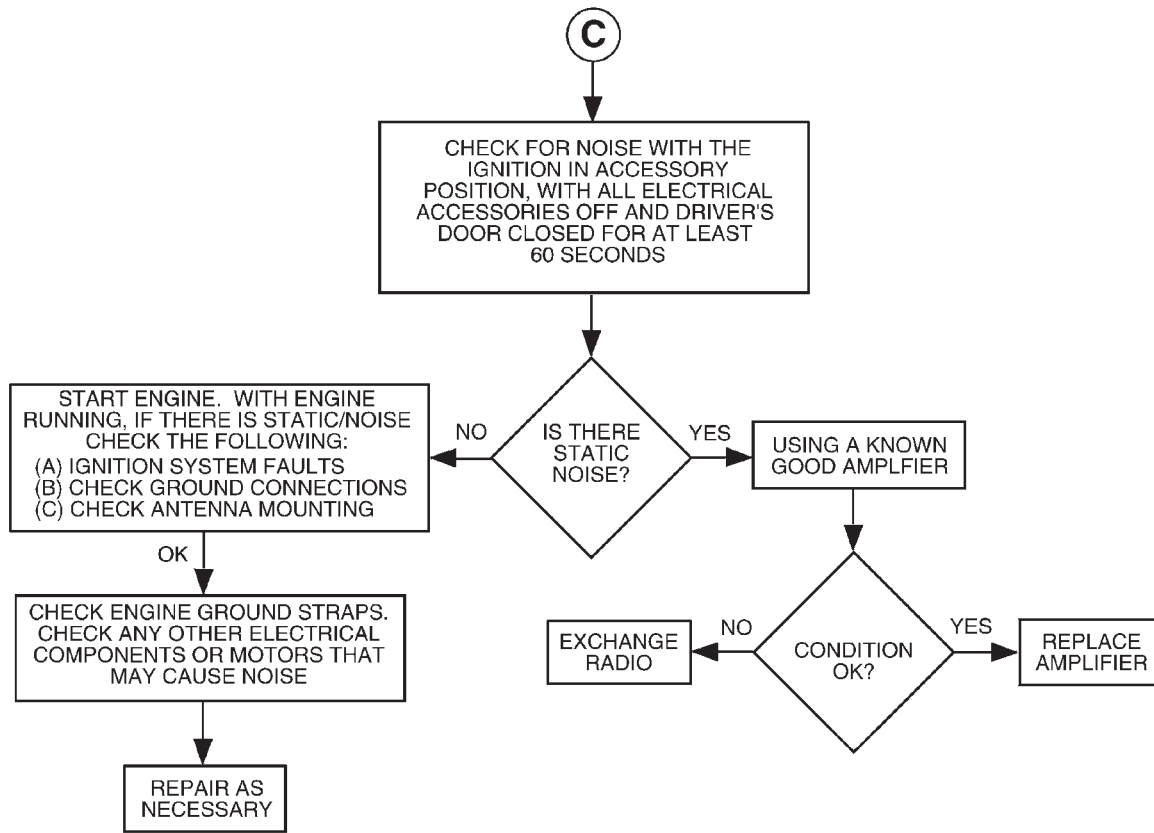 C
CHECK FOR NOISE WITH THE
IGNITION IN ACCESSORY
POSITION, WITH ALL ELECTRICAL
ACCESSORIES OFF AND DRIVER'S
DOOR CLOSED FOR AT LEAST
60 SECONDS
IS THERE
STATIC
NOISE?
NO
START ENGINE. WITH ENGINE
RUNNING, IF THERE IS STATIC/NOISE
CHECK THE FOLLOWING:
(A) IGNITION SYSTEM FAULTS
(B) CHECK GROUND CONNECTIONS
(C) CHECK ANTENNA MOUNTING
OK
CHECK ENGINE GROUND STRAPS.
CHECK ANY OTHER ELECTRICAL
COMPONENTS OR MOTORS THAT
MAY CAUSE NOISE
REPAIR AS
NECESSARY
YES
USING A KNOWN
GOOD AMPLFIER
CONDITION
OK?
NO
EXCHANGE
RADIO
YES
REPLACE
AMPLIFIER